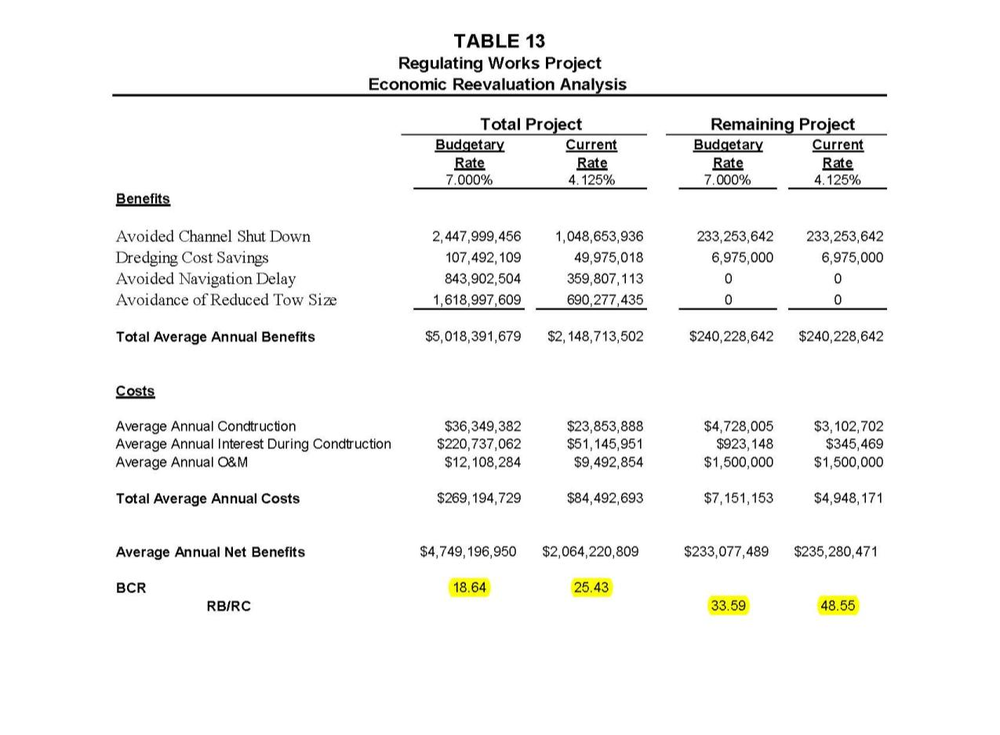 TABLE 13
Regulating Works Project
Economic Reevaluation Analysis
Total Project Remaining Project
Budgetary Current Budgetary Current
Rate Rate Rate Rate
7.000% 4.125% 7.000% 4.125%
Benefits
Avoided Channel Shut Down 2,447,999,456 1,048,653,936 233,253,642 233,253,642
Dredging Cost Savings 107,492,109 49,975,018 6,975,000 6,975,000
Avoided Navigation Delay 843,902,504 359,807,113 0 0
Avoidance of Reduced Tow Size 1,618,997,609 690,277,435 0 0
Total Average Annual Benefits $5,018,391,679 $2,148,713,502 $240,228,642 $240,228,642
Costs
Average Annual Condtruction $36,349,382 $23,853,888 $4,728,005 $3,102,702
Average Annual Interest During Condtruction $220,737,062 $51,145,951 $923,148 $345,469
Average Annual O&M $12,108,284 $9,492,854 $1,500,000 $1,500,000
Total Average Annual Costs $269,194,729 $84,492,693 $7,151,153 $4,948,171
Average Annual Net Benefits $4,749,196,950 $2,064,220,809 $233,077,489 $235,280,471
BCR 18.64 25.43
RB/RC 33.59 48.55